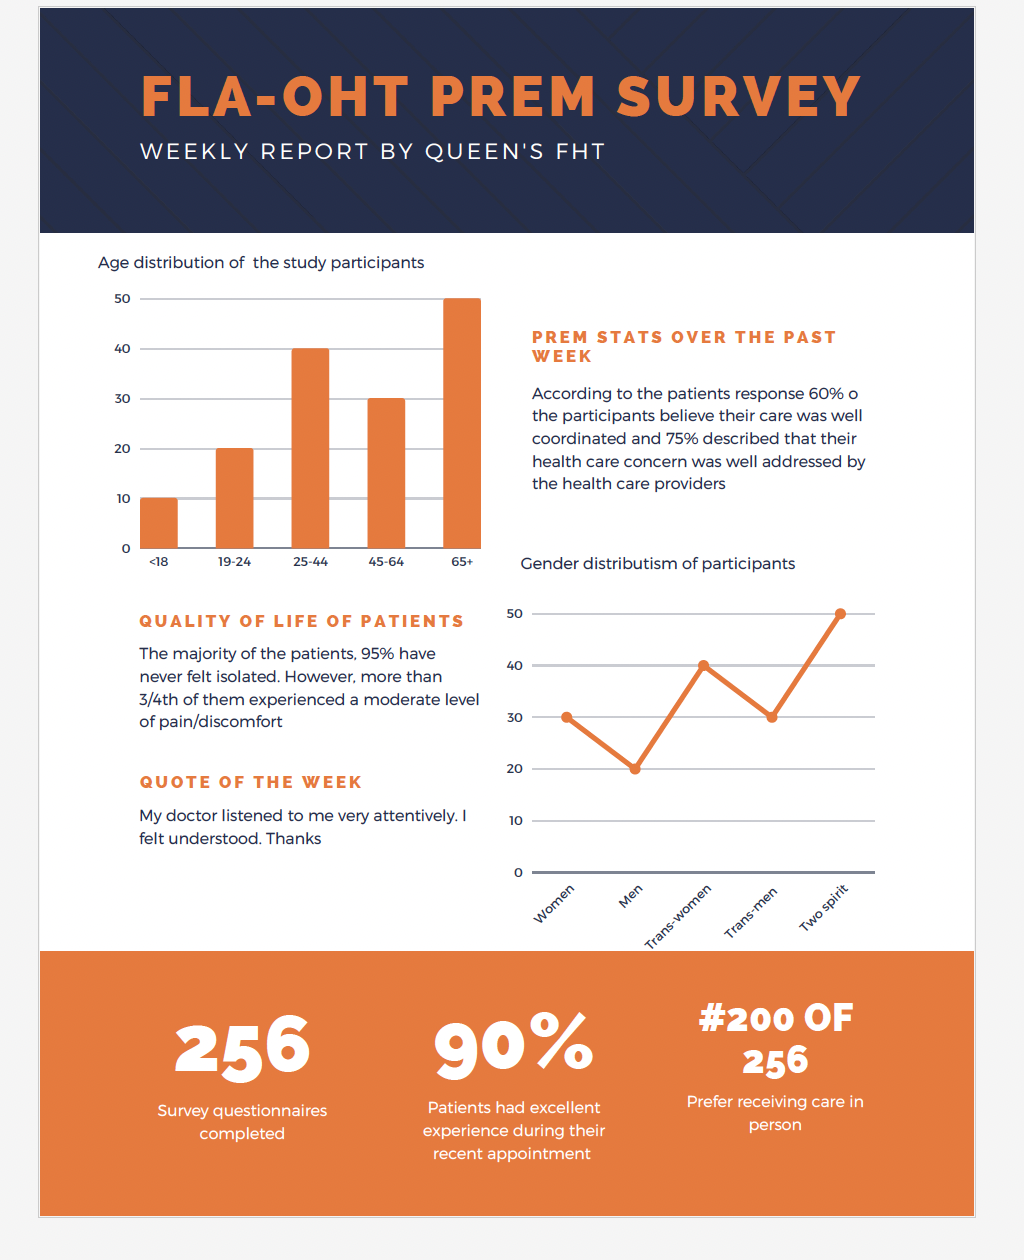 FLA-OHT PREM SURVEY
WEEKLY REPORT BY QUEEN'S FHT
Age distribution of  the study participants
50
40
30
20
10
0
<18
19-24
25-44
45-64
65+
PREM STATS OVER THE PAST
WEEK
According to the patients response 60% o
the participants believe their care was well
coordinated and 75% described that their
health care concern was well addressed by
the health care providers
QUALITY OF LIFE OF PATIENTS
The majority of the patients, 95% have
never felt isolated. However, more than
3/4th of them experienced a moderate level
of pain/discomfort
QUOTE OF THE WEEK
My doctor listened to me very attentively. I
felt understood. Thanks
Gender distributism of participants
50
40
30
20
10
0
Women
Men
Trans-women
Trans-men
Two spirit
256
Survey questionnaires
completed
90%
Patients had excellent
experience during their
recent appointment
#200 OF
256
Prefer receiving care in
person